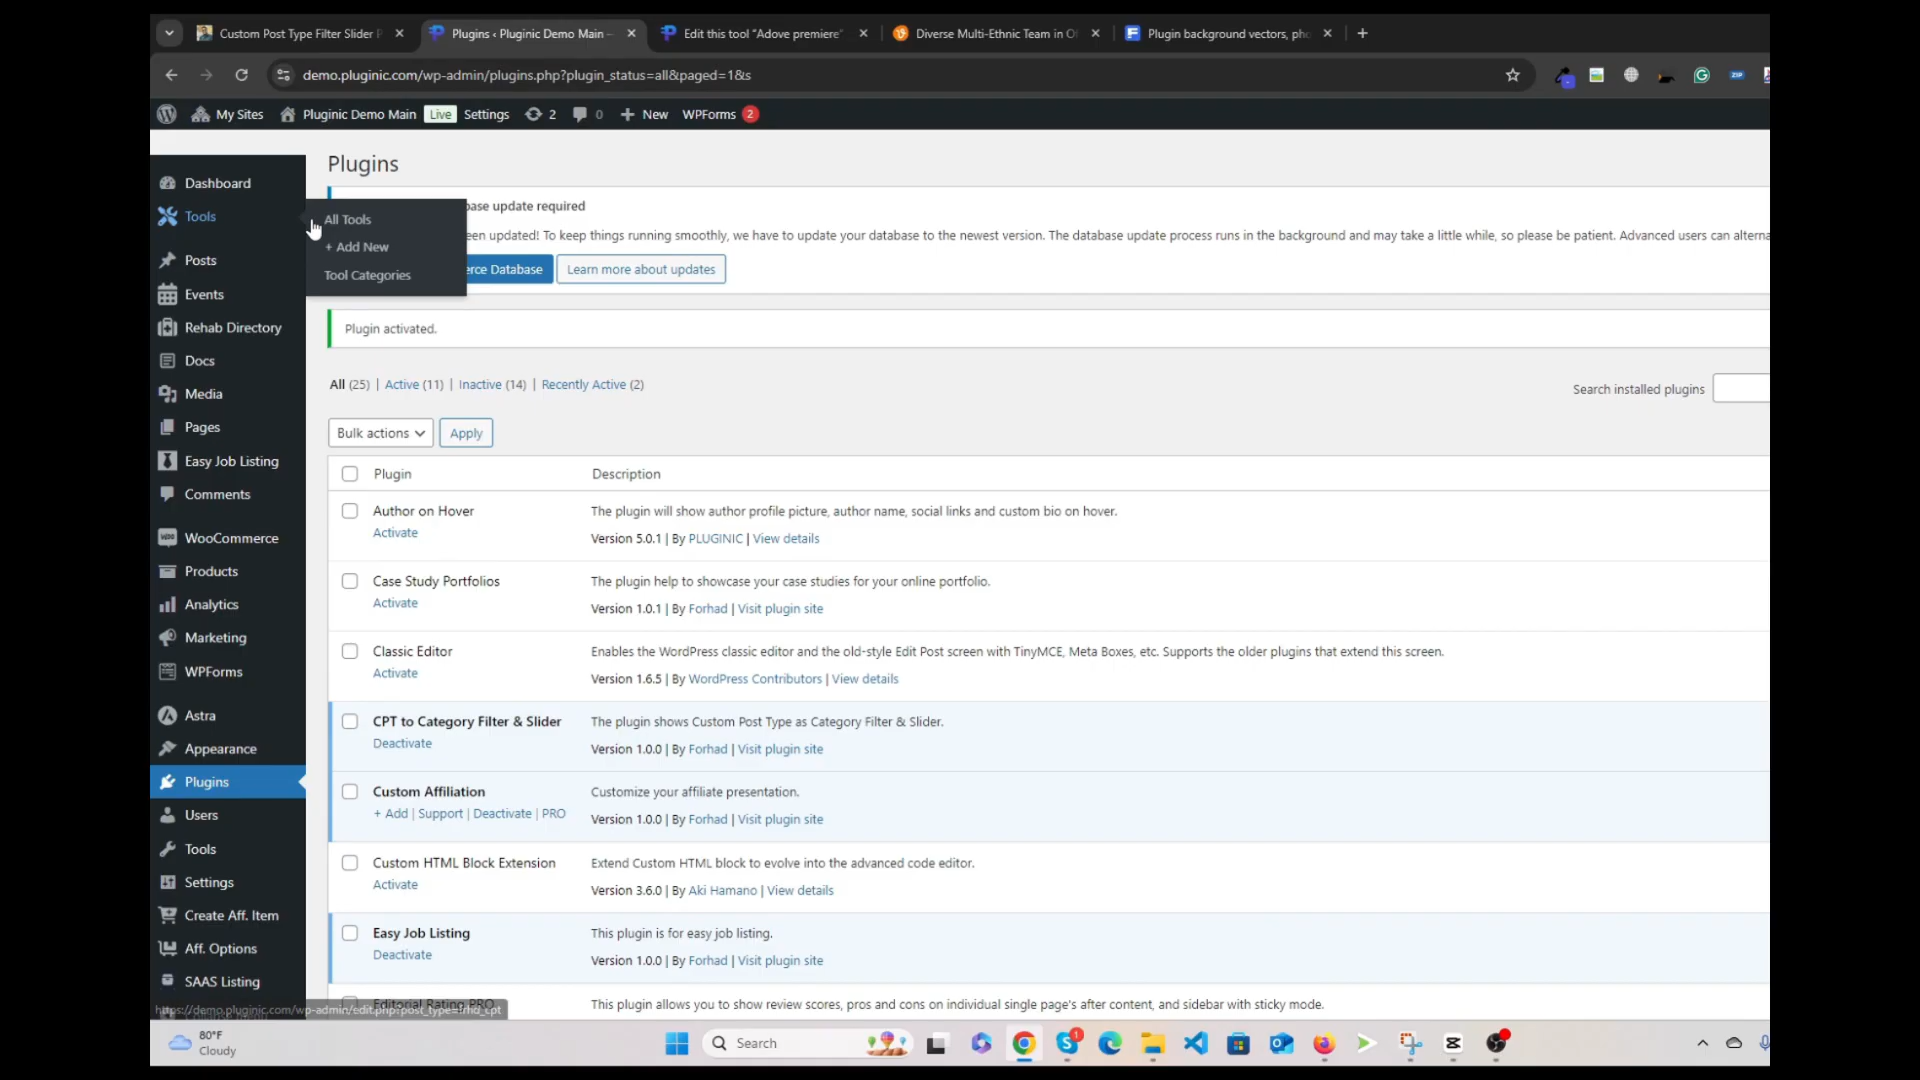 Custom Post Type Filter Slider P
Plugins ‹ Pluginic Demo Main –
Edit this tool "Adove premiere"
Diverse Multi-Ethnic Team in Of
Plugin background vectors, pho
demo.pluginic.com/wp-admin/plugins.php?plugin_status=all&paged=1&s
ZIP
My Sites
Pluginic Demo Main
Live
Settings
2
0
New
WPForms
2
Plugins
Dashboard
Tools
Posts
Events
Rehab Directory
Docs
Media
Pages
Easy Job Listing
Comments
WooCommerce
Products
Analytics
Marketing
WPForms
Astra
Appearance
Plugins
Users
Tools
Settings
Create Aff. Item
Aff. Options
SAAS Listing
All Tools
+ Add New
Tool Categories
base update required
een updated! To keep things running smoothly, we have to update your database to the newest version. The database update process runs in the background and may take a little while, so please be patient. Advanced users can alterna
erce Database
Learn more about updates
Plugin activated.
All (25) | Active (11) | Inactive (14) | Recently Active (2)
Search installed plugins
Bulk actions
Apply
Plugin
Description
Author on Hover
Activate
The plugin will show author profile picture, author name, social links and custom bio on hover.
Version 5.0.1 | By PLUGINIC | View details
Case Study Portfolios
Activate
The plugin help to showcase your case studies for your online portfolio.
Version 1.0.1 | By Forhad | Visit plugin site
Classic Editor
Activate
Enables the WordPress classic editor and the old-style Edit Post screen with TinyMCE, Meta Boxes, etc. Supports the older plugins that extend this screen.
Version 1.6.5 | By WordPress Contributors | View details
CPT to Category Filter & Slider
Deactivate
The plugin shows Custom Post Type as Category Filter & Slider.
Version 1.0.0 | By Forhad | Visit plugin site
Custom Affiliation
+ Add | Support | Deactivate | PRO
Customize your affiliate presentation.
Version 1.0.0 | By Forhad | Visit plugin site
Custom HTML Block Extension
Activate
Extend Custom HTML block to evolve into the advanced code editor.
Version 3.6.0 | By Aki Hamano | View details
Easy Job Listing
Deactivate
This plugin is for easy job listing.
Version 1.0.0 | By Forhad | Visit plugin site
Editorial Rating PRO
This plugin allows you to show review scores, pros and cons on individual single page's after content, and sidebar with sticky mode.
80°F
Cloudy
Search
1